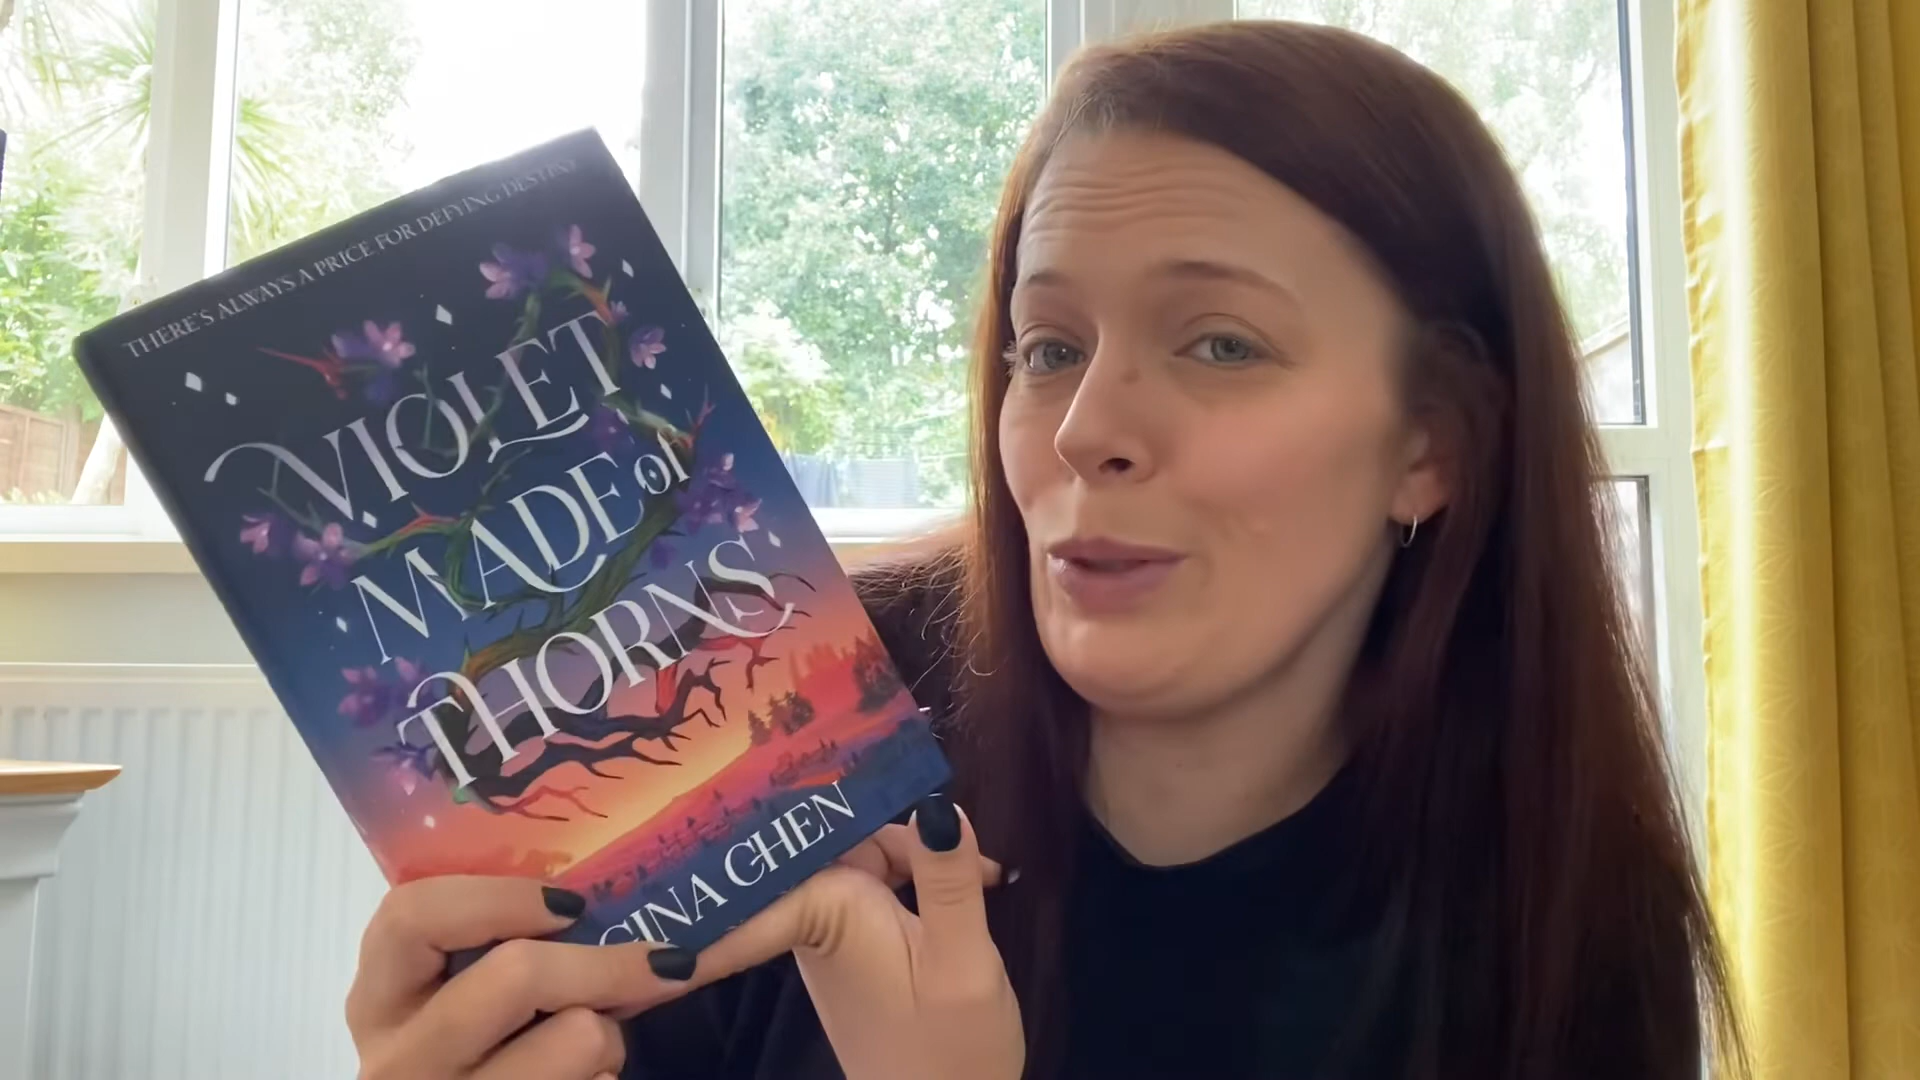 THERE'S ALWAYS A PRICE FOR DEFYING DESTINY
VIOLET
MADE of
THORNS
GINA CHEN